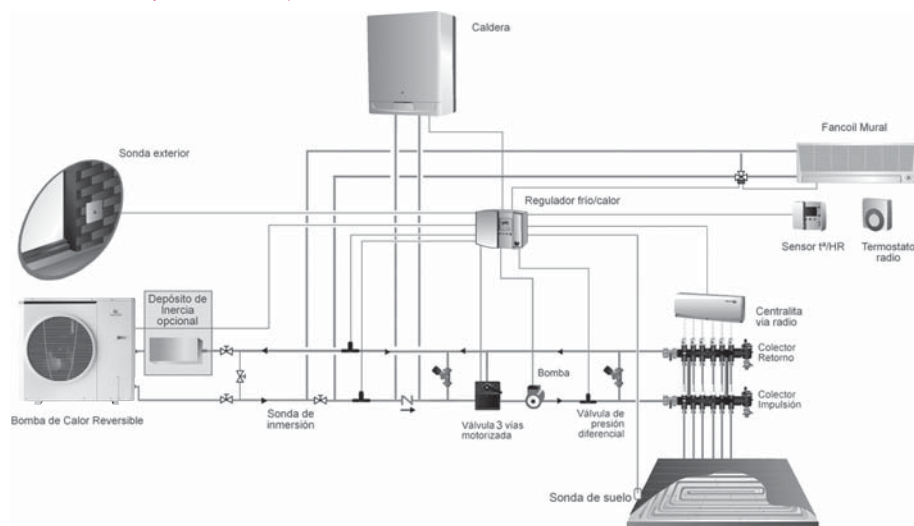 Caldera
Fancoil Mural
Sonda exterior
Regulador frío/calor
Sensor tª/HR
Termostato
radio
Depósito de
Inercia
opcional
Centralita
vía radio
Colector
Retorno
Bomba
Colector
Impulsión
Bomba de Calor Reversible
Sonda de
inmersión
Válvula 3 vías
motorizada
Válvula de
presión
diferencial
Sonda de suelo